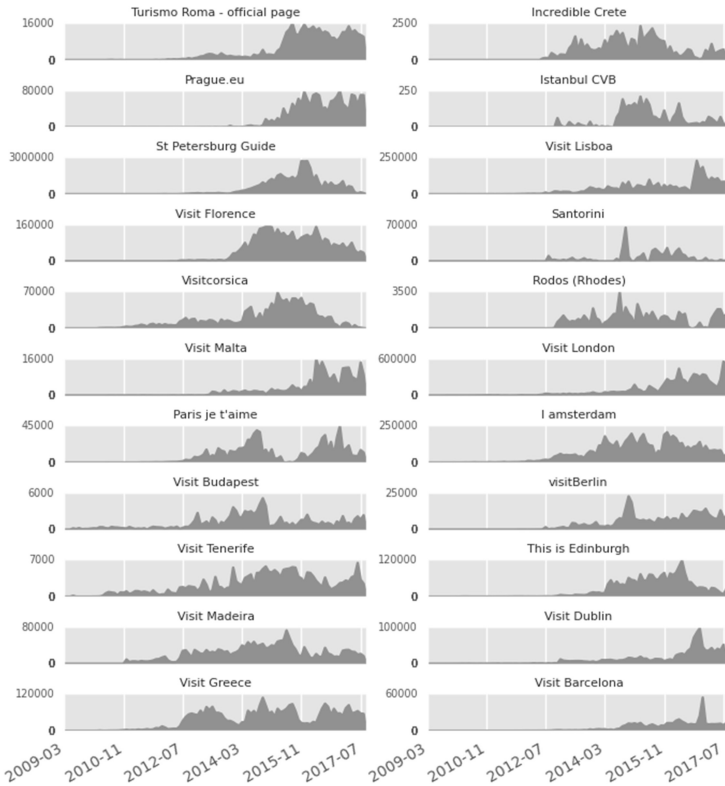 Turismo Roma - official page
16000
0
Incredible Crete
2500
0
Prague.eu
80000
0
Istanbul CVB
250
0
St Petersburg Guide
3000000
0
Visit Lisboa
250000
0
Visit Florence
160000
0
Santorini
70000
0
Visitcorsica
70000
0
Rodos (Rhodes)
3500
0
Visit Malta
16000
0
Visit London
600000
0
Paris je t'aime
45000
0
I amsterdam
250000
0
Visit Budapest
6000
0
visitBerlin
25000
0
Visit Tenerife
7000
0
This is Edinburgh
120000
0
Visit Madeira
80000
0
Visit Dublin
100000
0
Visit Greece
120000
0
Visit Barcelona
60000
0
2009-03 2010-11 2012-07 2014-03 2015-11 2017-07
2009-03 2010-11 2012-07 2014-03 2015-11 2017-07